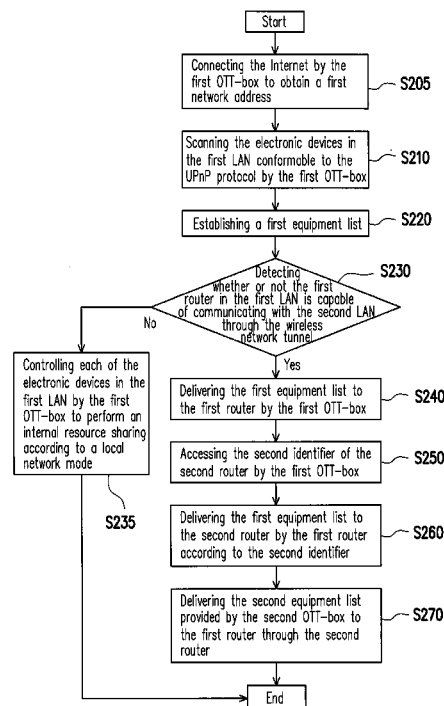 Start
Connecting the Internet by the
first OTT-box to obtain a first
network address
S205
Scanning the electronic devices in
the first LAN conformable to the
UPnP protocol by the first OTT-box
S210
Establishing a first equipment list
S220
Detecting
whether or not the first
router in the first LAN is capable
of communicating with the second LAN
through the wireless
network tunnel
S230
No
Yes
Controlling each of the
electronic devices in the
first LAN by the first
OTT-box to perform an
internal resource sharing
according to a local
network mode
S235
Delivering the first equipment list
to the first router by the first OTT-box
S240
Accessing the second identifier of the
second router by the first OTT-box
S250
Delivering the first equipment list to
the second router by the first router
according to the second identifier
S260
Delivering the second equipment list
provided by the second OTT-box to
the first router through the second
router
S270
End